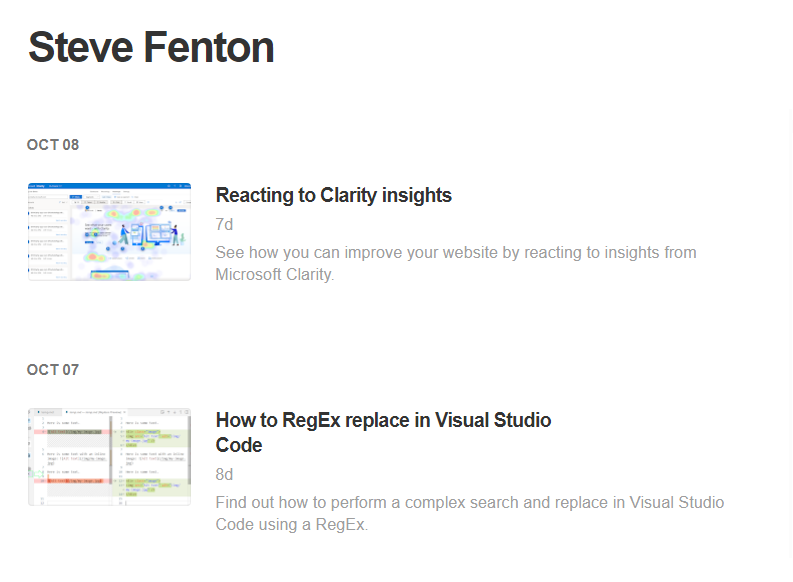 Steve Fenton
OCT 08
Reacting to Clarity insights
7d
See how you can improve your website by reacting to insights from
Microsoft Clarity.
OCT 07
How to RegEx replace in Visual Studio
Code
8d
Find out how to perform a complex search and replace in Visual Studio
Code using a RegEx.